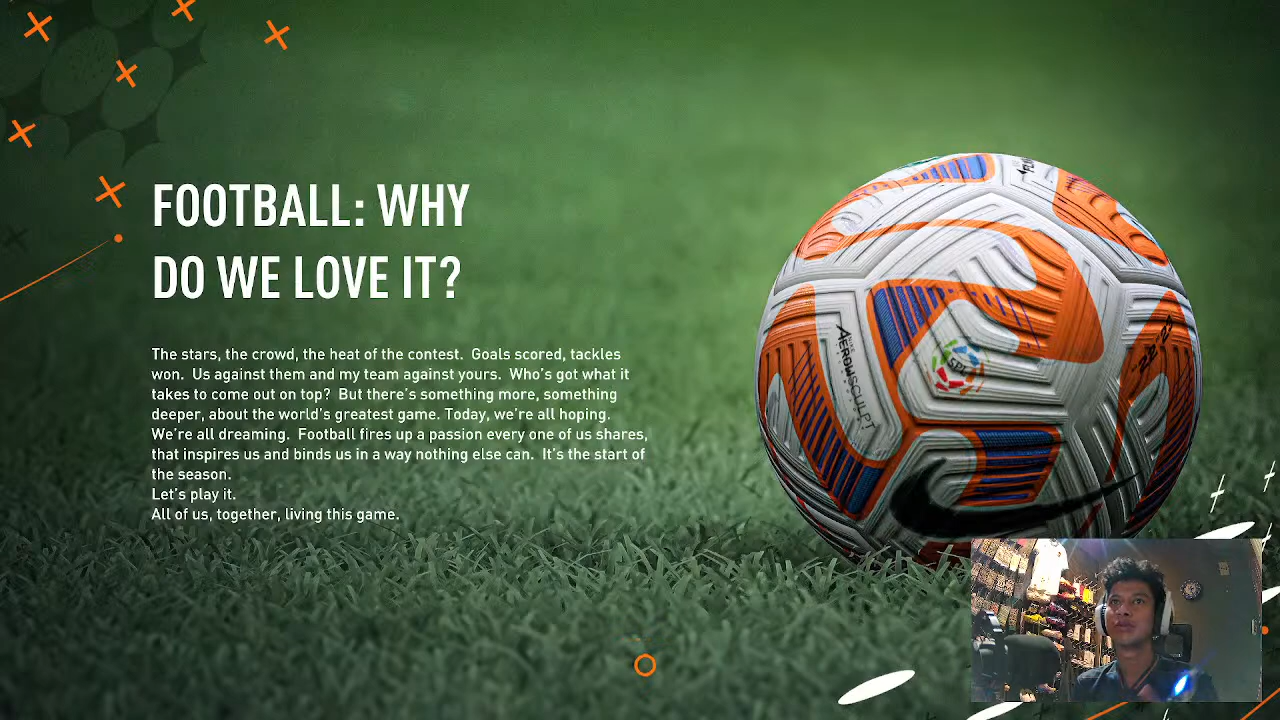 FOOTBALL: WHY
DO WE LOVE IT?
The stars, the crowd, the heat of the contest.  Goals scored, tackles
won.  Us against them and my team against yours.  Who's got what it
takes to come out on top?  But there's something more, something
deeper, about the world's greatest game. Today, we're all hoping.
We're all dreaming.  Football fires up a passion every one of us shares,
that inspires us and binds us in a way nothing else can.  It's the start of
the season.
Let's play it.
All of us, together, living this game.
NIKE
AEROWSCULPT
SPL
22-23